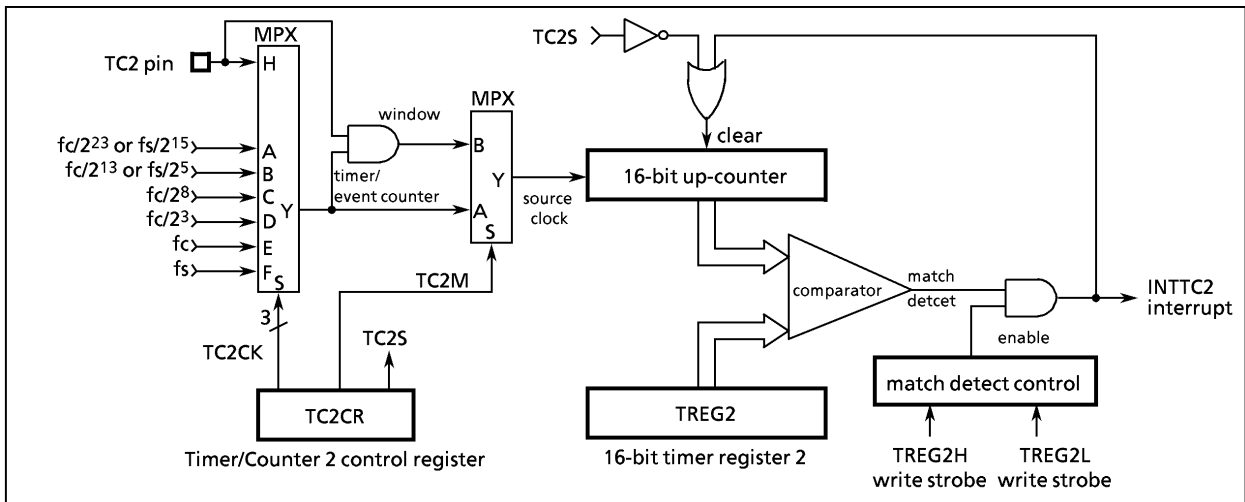 MPX
TC2 pin
H
fc/2²³ or fs/2¹⁵
A
fc/2¹³ or fs/2⁵
B
fc/2⁸
C
fc/2³
D
fc
E
fs
F
Y
S
3
TC2CK
window
timer/
event counter
MPX
B
Y
A
S
TC2M
TC2S
source
clock
TC2S
clear
16-bit up-counter
comparator
match
detcet
enable
INTTC2
interrupt
match detect control
TREG2H
write strobe
TREG2L
write strobe
TC2CR
Timer/Counter 2 control register
TREG2
16-bit timer register 2